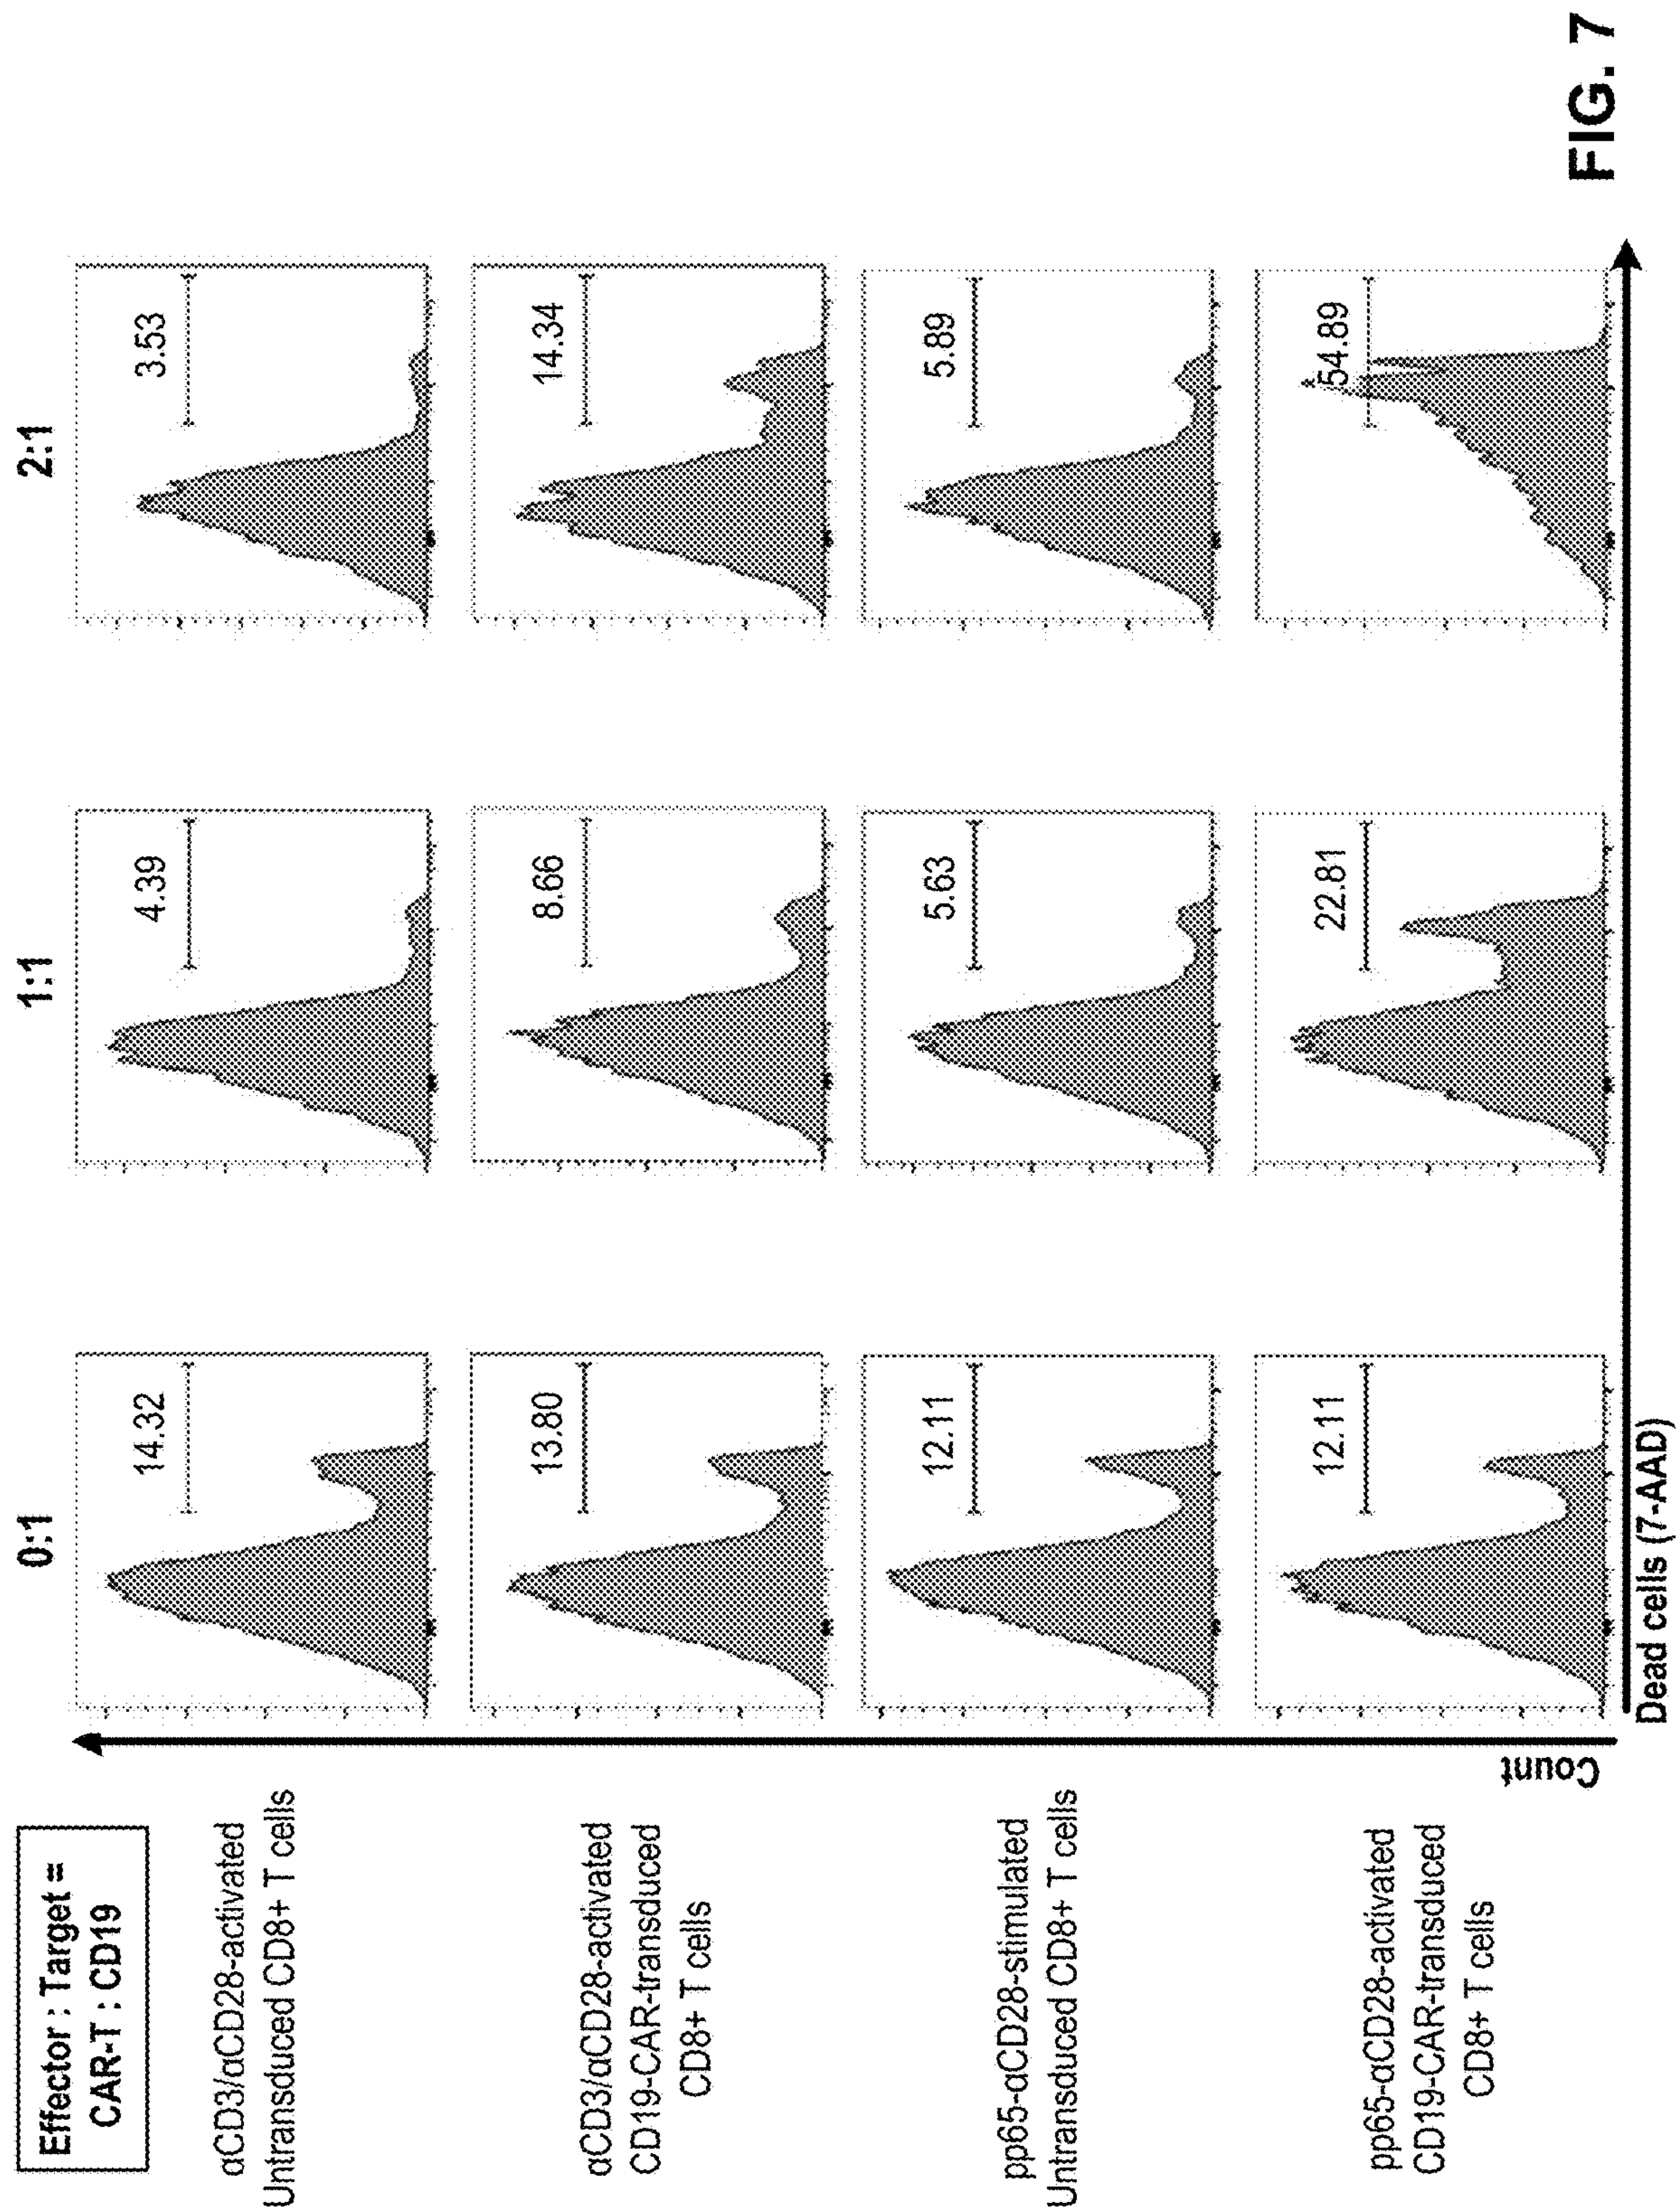 Effector : Target =
CAR-T : CD19
0:1
1:1
2:1
αCD3/αCD28-activated
Untransduced CD8+ T cells
14.32
4.39
3.53
αCD3/αCD28-activated
CD19-CAR-transduced
CD8+ T cells
13.80
8.66
14.34
pp65-αCD28-stimulated
Untransduced CD8+ T cells
12.11
5.63
5.89
pp65-αCD28-activated
CD19-CAR-transduced
CD8+ T cells
12.11
22.81
54.89
Count
Dead cells (7-AAD)
FIG. 7